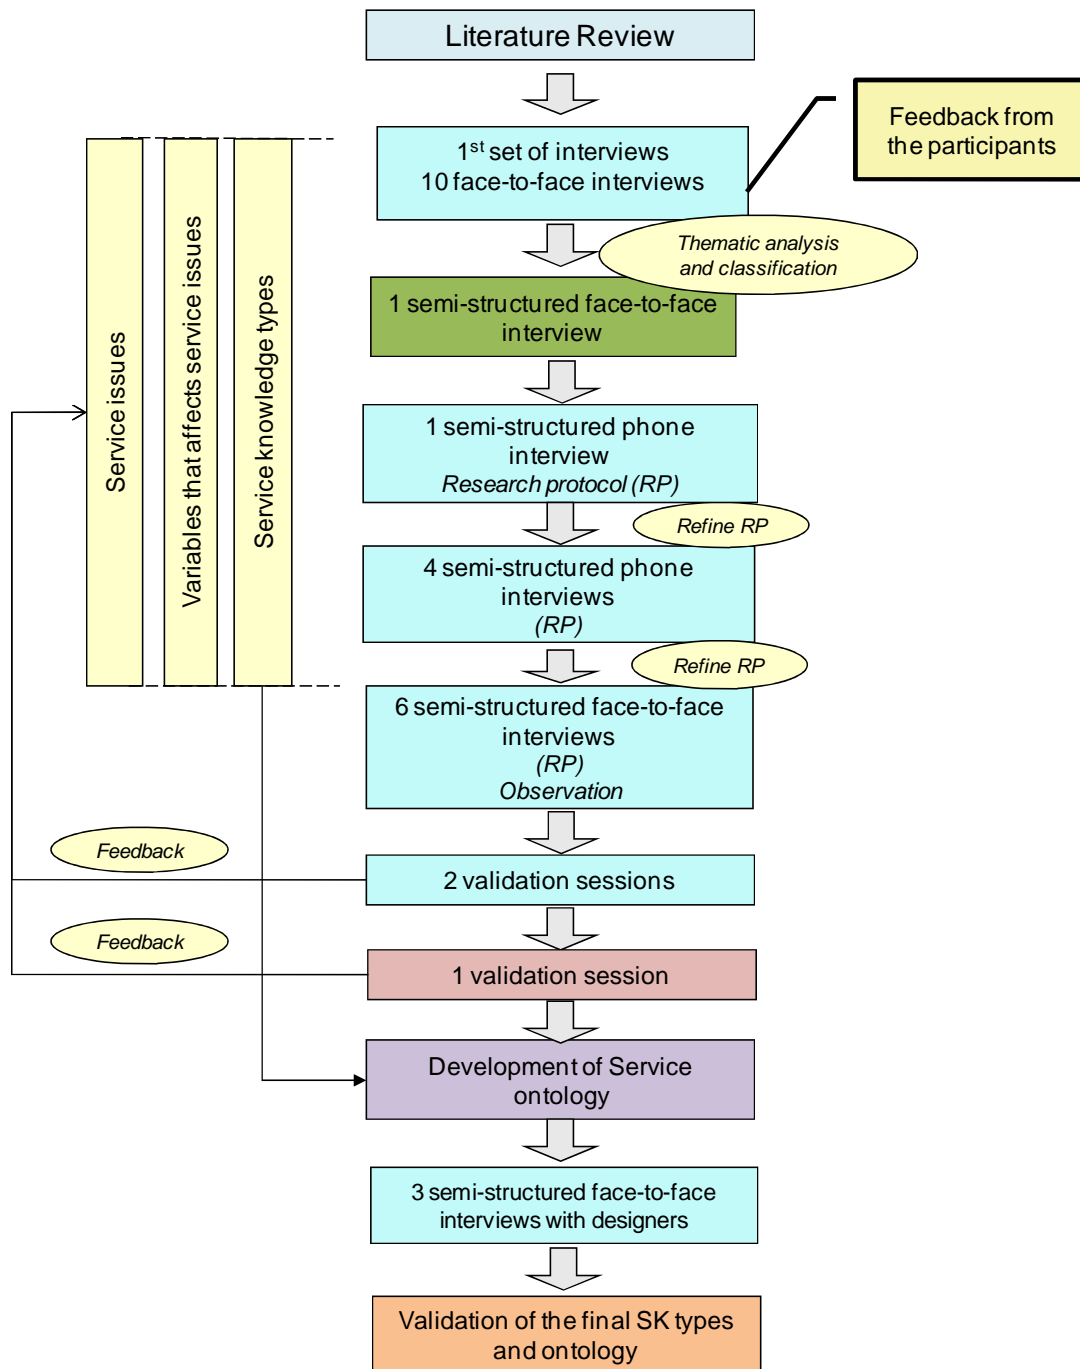 Literature Review
Feedback from
the participants
1st set of interviews
10 face-to-face interviews
Thematic analysis
and classification
1 semi-structured face-to-face
interview
Service issues
Variables that affects service issues
Service knowledge types
1 semi-structured phone
interview
Research protocol (RP)
Refine RP
4 semi-structured phone
interviews
(RP)
Refine RP
6 semi-structured face-to-face
interviews
(RP)
Observation
Feedback
2 validation sessions
Feedback
1 validation session
Development of Service
ontology
3 semi-structured face-to-face
interviews with designers
Validation of the final SK types
and ontology